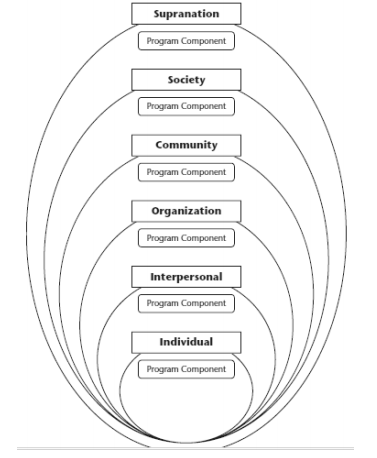 Supranation
Program Component
Society
Program Component
Community
Program Component
Organization
Program Component
Interpersonal
Program Component
Individual
Program Component